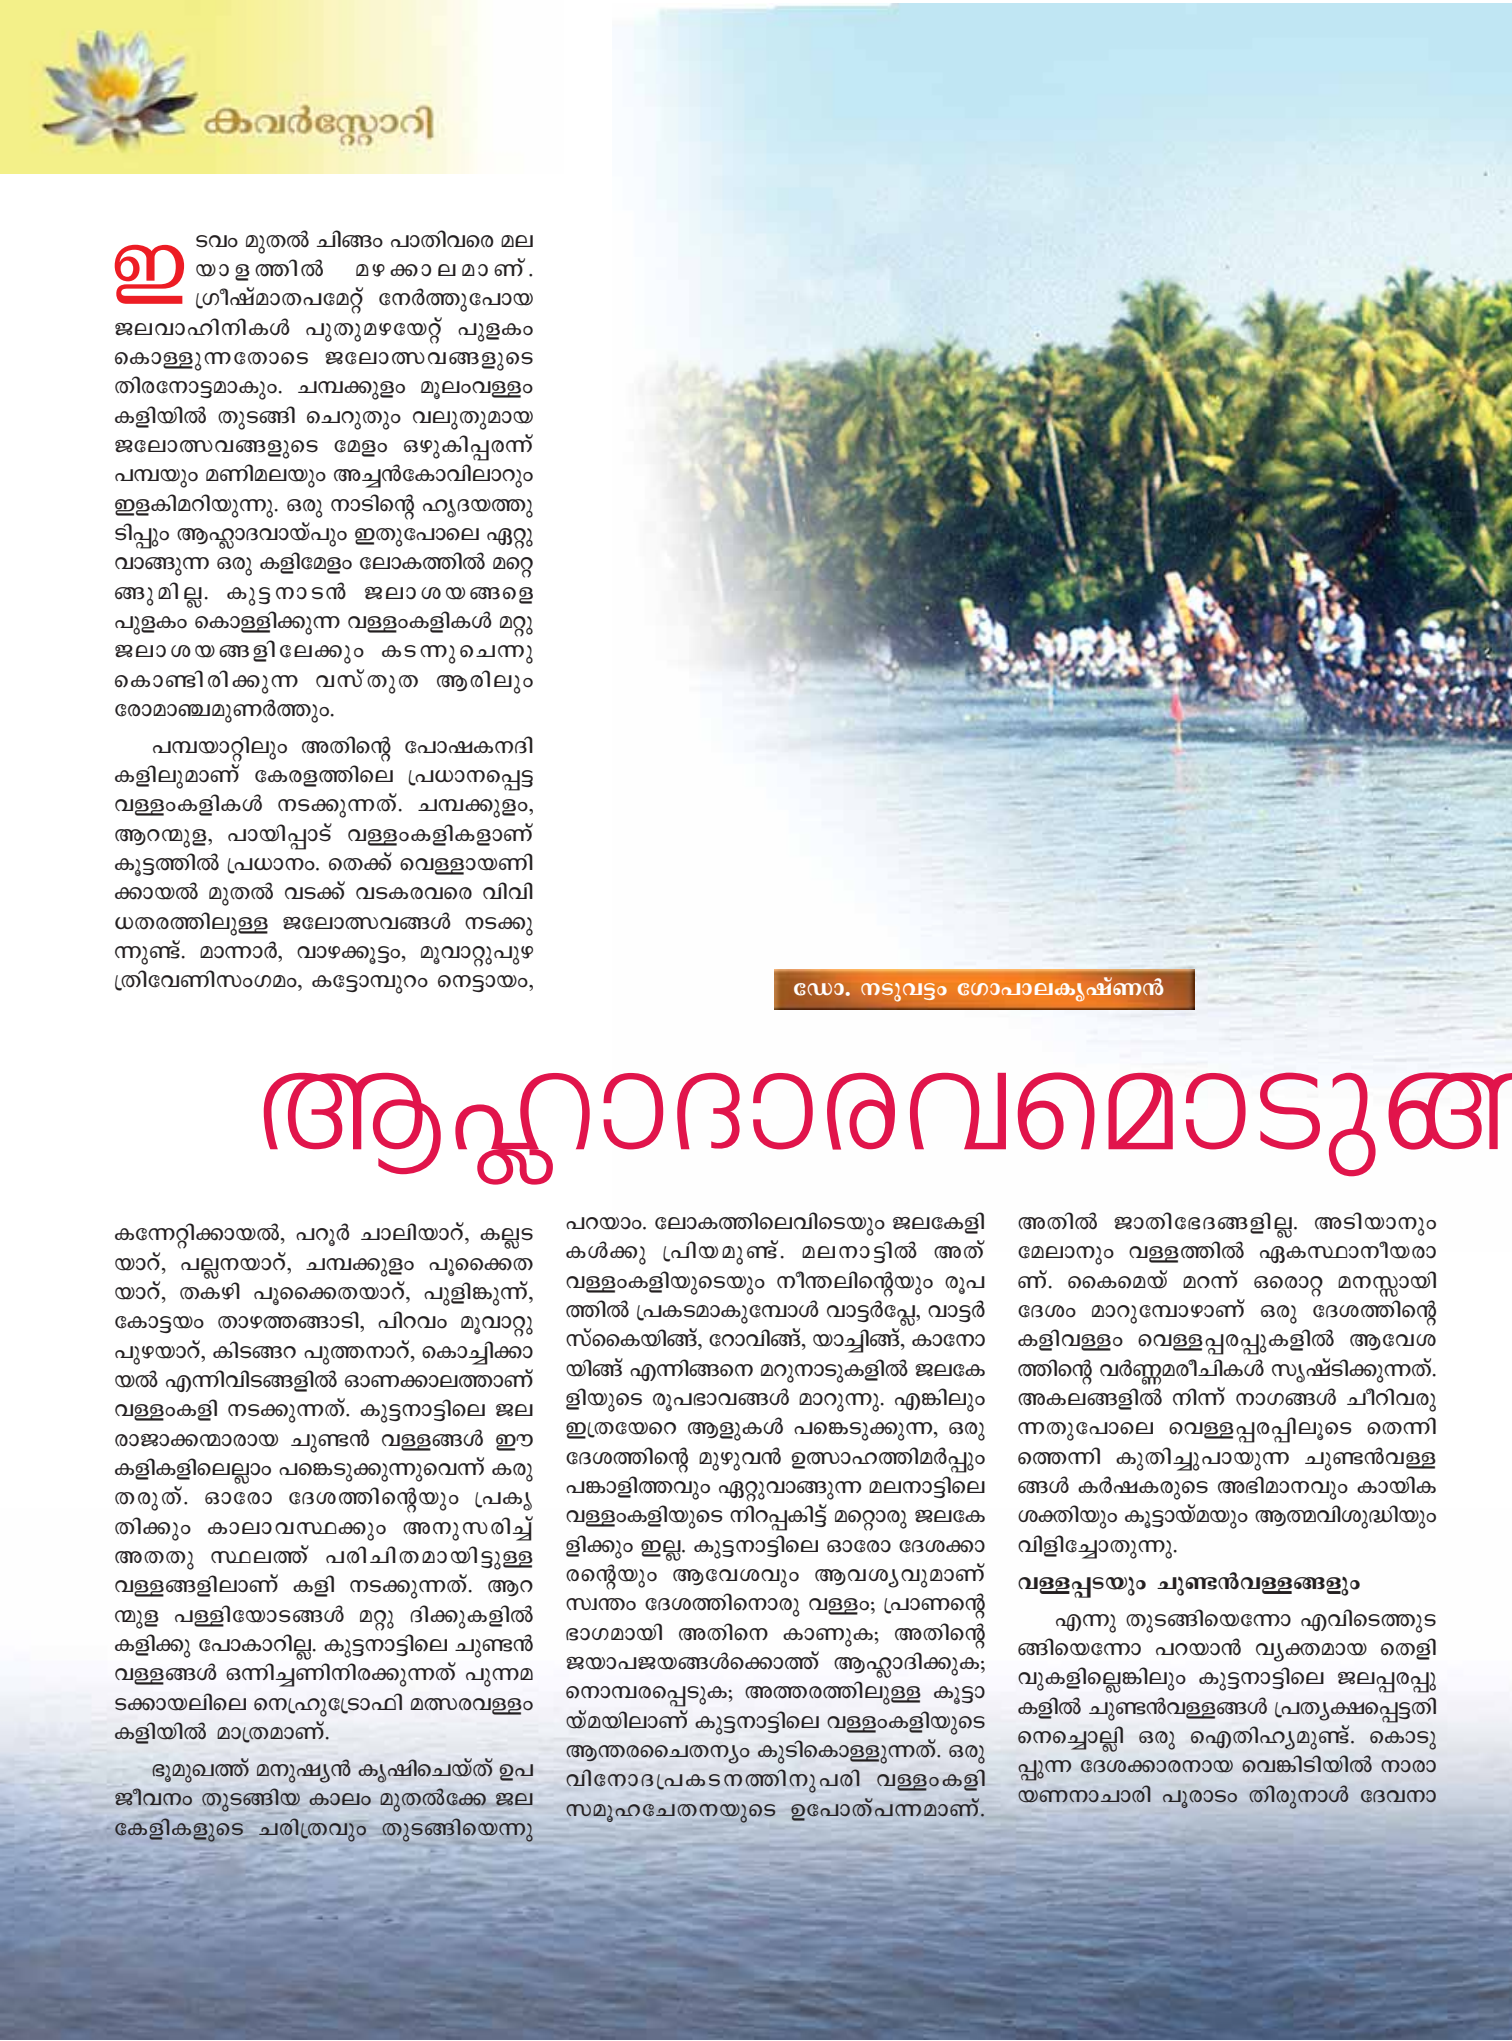 കവർസ്റ്റോറി
ഇടവം മുതൽ ചിങ്ങം പാതിവരെ മല
യാളത്തിൽ മഴക്കാലമാണ്.
ഗ്രീഷ്മാതപമേറ്റ് നേർത്തുപോയ
ജലവാഹിനികൾ പുതുമഴയേറ്റ് പുളകം
കൊള്ളുന്നതോടെ ജലോത്സവങ്ങളുടെ
തിരനോട്ടമാകും. ചമ്പക്കുളം മൂലംവള്ളം
കളിയിൽ തുടങ്ങി ചെറുതും വലുതുമായ
ജലോത്സവങ്ങളുടെ മേളം ഒഴുകിപ്പരന്ന്
പമ്പയും മണിമലയും അച്ചൻകോവിലാറും
ഇളകിമറിയുന്നു. ഒരു നാടിന്റെ ഹൃദയത്തു
ടിപ്പും ആഹ്ലാദവായ്പും ഇതുപോലെ ഏറ്റു
വാങ്ങുന്ന ഒരു കളിമേളം ലോകത്തിൽ മറ്റെ
ങ്ങുമില്ല. കുട്ടനാടൻ ജലാശയങ്ങളെ
പുളകം കൊള്ളിക്കുന്ന വള്ളംകളികൾ മറ്റു
ജലാശയങ്ങളിലേക്കും കടന്നുചെന്നു
കൊണ്ടിരിക്കുന്ന വസ്തുത ആരിലും
രോമാഞ്ചമുണർത്തും.
പമ്പയാറ്റിലും അതിന്റെ പോഷകനദി
കളിലുമാണ് കേരളത്തിലെ പ്രധാനപ്പെട്ട
വള്ളംകളികൾ നടക്കുന്നത്. ചമ്പക്കുളം,
ആറന്മുള, പായിപ്പാട് വള്ളംകളികളാണ്
കൂട്ടത്തിൽ പ്രധാനം. തെക്ക് വെള്ളായണി
ക്കായൽ മുതൽ വടക്ക് വടകരവരെ വിവി
ധതരത്തിലുള്ള ജലോത്സവങ്ങൾ നടക്കു
ന്നുണ്ട്. മാന്നാർ, വാഴക്കൂട്ടം, മൂവാറ്റുപുഴ
ത്രിവേണിസംഗമം, കട്ടോമ്പുറം നെട്ടായം,
ഡോ. നടുവട്ടം ഗോപാലകൃഷ്ണൻ
ആഹ്ലാദാരവമൊടുങ്ങ
കന്നേറ്റിക്കായൽ, പറൂർ ചാലിയാറ്, കല്ലട
യാറ്, പല്ലനയാറ്, ചമ്പക്കുളം പൂക്കൈത
യാറ്, തകഴി പൂക്കൈതയാറ്, പുളിങ്കുന്ന്,
കോട്ടയം താഴത്തങ്ങാടി, പിറവം മൂവാറ്റു
പുഴയാറ്, കിടങ്ങറ പുത്തനാറ്, കൊച്ചിക്കാ
യൽ എന്നിവിടങ്ങളിൽ ഓണക്കാലത്താണ്
വള്ളംകളി നടക്കുന്നത്. കുട്ടനാട്ടിലെ ജല
രാജാക്കന്മാരായ ചുണ്ടൻ വള്ളങ്ങൾ ഈ
കളികളിലെല്ലാം പങ്കെടുക്കുന്നുവെന്ന് കരു
തരുത്. ഓരോ ദേശത്തിന്റെയും പ്രകൃ
തിക്കും കാലാവസ്ഥക്കും അനുസരിച്ച്
അതതു സ്ഥലത്ത് പരിചിതമായിട്ടുള്ള
വള്ളങ്ങളിലാണ് കളി നടക്കുന്നത്. ആറ
ന്മുള പള്ളിയോടങ്ങൾ മറ്റു ദിക്കുകളിൽ
കളിക്കു പോകാറില്ല. കുട്ടനാട്ടിലെ ചുണ്ടൻ
വള്ളങ്ങൾ ഒന്നിച്ചണിനിരക്കുന്നത് പുന്നമ
ടക്കായലിലെ നെഹ്രുട്രോഫി മത്സരവള്ളം
കളിയിൽ മാത്രമാണ്.
ഭൂമുഖത്ത് മനുഷ്യൻ കൃഷിചെയ്ത് ഉപ
ജീവനം തുടങ്ങിയ കാലം മുതൽക്കേ ജല
കേളികളുടെ ചരിത്രവും തുടങ്ങിയെന്നു
പറയാം. ലോകത്തിലെവിടെയും ജലകേളി
കൾക്കു പ്രിയമുണ്ട്. മലനാട്ടിൽ അത്
വള്ളംകളിയുടെയും നീന്തലിന്റെയും രൂപ
ത്തിൽ പ്രകടമാകുമ്പോൾ വാട്ടർപ്ലേ, വാട്ടർ
സ്കൈയിങ്ങ്, റോവിങ്ങ്, യാച്ചിങ്ങ്, കാനോ
യിങ്ങ് എന്നിങ്ങനെ മറുനാടുകളിൽ ജലകേ
ളിയുടെ രൂപഭാവങ്ങൾ മാറുന്നു. എങ്കിലും
ഇത്രയേറെ ആളുകൾ പങ്കെടുക്കുന്ന, ഒരു
ദേശത്തിന്റെ മുഴുവൻ ഉത്സാഹത്തിമർപ്പും
പങ്കാളിത്തവും ഏറ്റുവാങ്ങുന്ന മലനാട്ടിലെ
വള്ളംകളിയുടെ നിറപ്പകിട്ട് മറ്റൊരു ജലകേ
ളിക്കും ഇല്ല. കുട്ടനാട്ടിലെ ഓരോ ദേശക്കാ
രന്റെയും ആവേശവും ആവശ്യവുമാണ്
സ്വന്തം ദേശത്തിനൊരു വള്ളം; പ്രാണന്റെ
ഭാഗമായി അതിനെ കാണുക; അതിന്റെ
ജയാപജയങ്ങൾക്കൊത്ത് ആഹ്ലാദിക്കുക;
നൊമ്പരപ്പെടുക; അത്തരത്തിലുള്ള കൂട്ടാ
യ്മയിലാണ് കുട്ടനാട്ടിലെ വള്ളംകളിയുടെ
ആന്തരചൈതന്യം കുടികൊള്ളുന്നത്. ഒരു
വിനോദപ്രകടനത്തിനുപരി വള്ളംകളി
സമൂഹചേതനയുടെ ഉപോത്പന്നമാണ്.
അതിൽ ജാതിഭേദങ്ങളില്ല. അടിയാനും
മേലാനും വള്ളത്തിൽ ഏകസ്ഥാനീയരാ
ണ്. കൈമെയ് മറന്ന് ഒരൊറ്റ മനസ്സായി
ദേശം മാറുമ്പോഴാണ് ഒരു ദേശത്തിന്റെ
കളിവള്ളം വെള്ളപ്പരപ്പുകളിൽ ആവേശ
ത്തിന്റെ വർണ്ണമരീചികൾ സൃഷ്ടിക്കുന്നത്.
അകലങ്ങളിൽ നിന്ന് നാഗങ്ങൾ ചീറിവരു
ന്നതുപോലെ വെള്ളപ്പരപ്പിലൂടെ തെന്നി
ത്തെന്നി കുതിച്ചുപായുന്ന ചുണ്ടൻവള്ള
ങ്ങൾ കർഷകരുടെ അഭിമാനവും കായിക
ശക്തിയും കൂട്ടായ്മയും ആത്മവിശുദ്ധിയും
വിളിച്ചോതുന്നു.
വള്ളപ്പടയും ചുണ്ടൻവള്ളങ്ങളും
എന്നു തുടങ്ങിയെന്നോ എവിടെത്തുട
ങ്ങിയെന്നോ പറയാൻ വ്യക്തമായ തെളി
വുകളില്ലെങ്കിലും കുട്ടനാട്ടിലെ ജലപ്പരപ്പു
കളിൽ ചുണ്ടൻവള്ളങ്ങൾ പ്രത്യക്ഷപ്പെട്ടതി
നെച്ചൊല്ലി ഒരു ഐതിഹ്യമുണ്ട്. കൊടു
പ്പുന്ന ദേശക്കാരനായ വെങ്കിടിയിൽ നാരാ
യണനാചാരി പൂരാടം തിരുനാൾ ദേവനാ